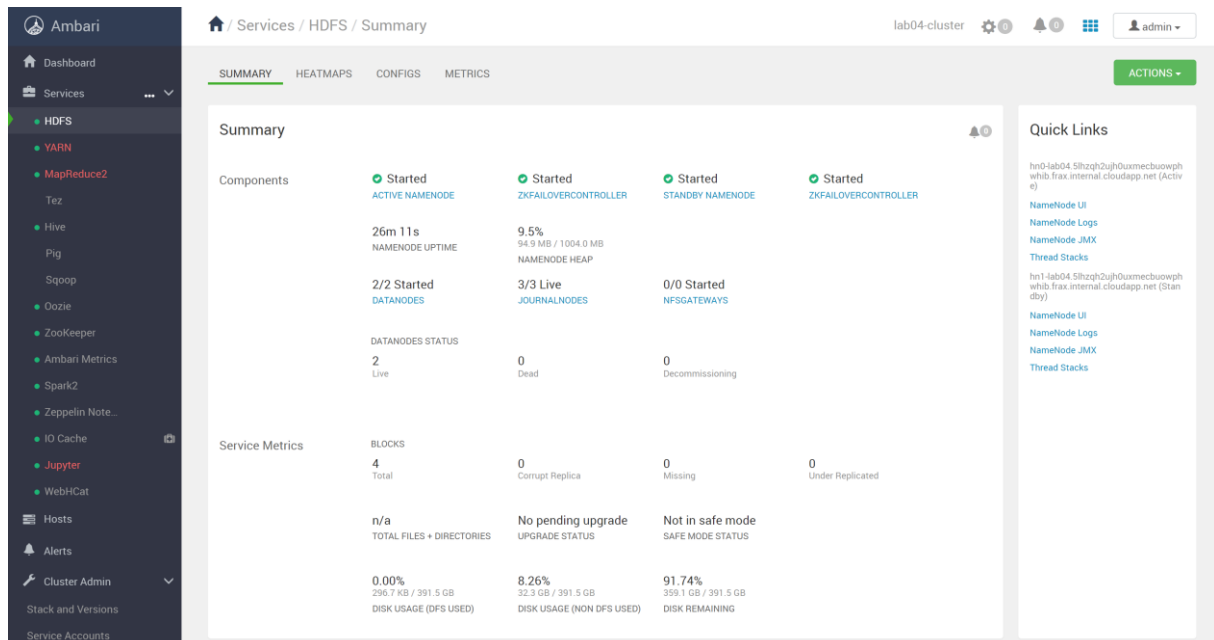 Ambari
/ Services / HDFS / Summary
lab04-cluster
0
0
admin
Dashboard
Services
...
HDFS
YARN
MapReduce2
Tez
Hive
Pig
Sqoop
Oozie
ZooKeeper
Ambari Metrics
Spark2
Zeppelin Note...
IO Cache
Jupyter
WebHCat
Hosts
Alerts
Cluster Admin
Stack and Versions
Service Accounts
SUMMARY HEATMAPS CONFIGS METRICS
ACTIONS
Summary
0
Components
Started Started Started Started
ACTIVE NAMENODE ZKFAILOVERCONTROLLER STANDBY NAMENODE ZKFAILOVERCONTROLLER
26m 11s 9.5%
94.9 MB / 1004.0 MB
NAMENODE UPTIME NAMENODE HEAP
2/2 Started 3/3 Live 0/0 Started
DATANODES JOURNALNODES NFSGATEWAYS
DATANODES STATUS
2 0 0
Live Dead Decommissioning
Service Metrics
BLOCKS
4 0 0 0
Total Corrupt Replica Missing Under Replicated
n/a No pending upgrade Not in safe mode
TOTAL FILES + DIRECTORIES UPGRADE STATUS SAFE MODE STATUS
0.00% 8.26% 91.74%
296.7 KB / 391.5 GB 32.3 GB / 391.5 GB 359.1 GB / 391.5 GB
DISK USAGE (DFS USED) DISK USAGE (NON DFS USED) DISK REMAINING
Quick Links
hn0-lab04.5lhzqh2ujh0uxmecbuowph
whib.frax.internal.cloudapp.net (Activ
e)
NameNode UI
NameNode Logs
NameNode JMX
Thread Stacks
hn1-lab04.5lhzqh2ujh0uxmecbuowph
whib.frax.internal.cloudapp.net (Stan
dby)
NameNode UI
NameNode Logs
NameNode JMX
Thread Stacks